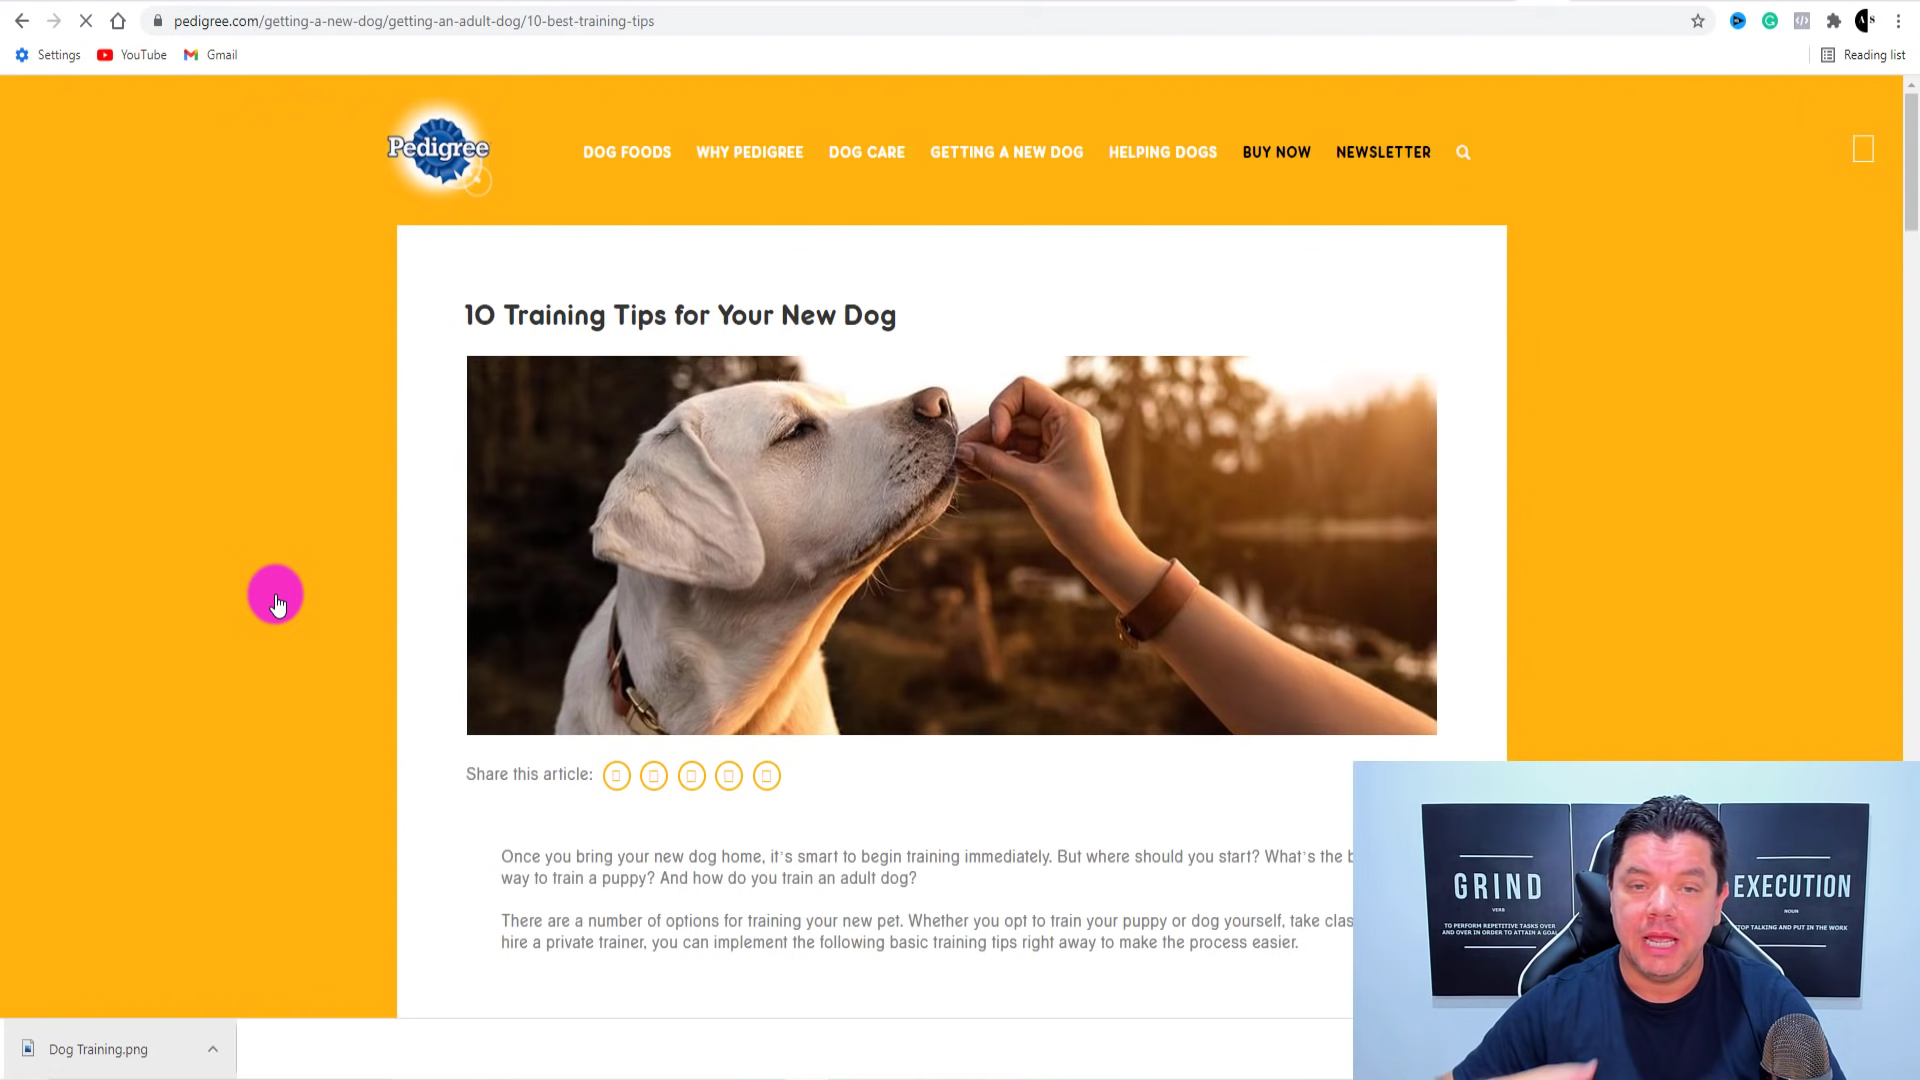 pedigree.com/getting-a-new-dog/getting-an-adult-dog/10-best-training-tips
Settings
YouTube
Gmail
Reading list
Pedigree
DOG FOODS
WHY PEDIGREE
DOG CARE
GETTING A NEW DOG
HELPING DOGS
BUY NOW
NEWSLETTER
10 Training Tips for Your New Dog
Share this article:
Once you bring your new dog home, it's smart to begin training immediately. But where should you start? What's the b
way to train a puppy? And how do you train an adult dog?
There are a number of options for training your new pet. Whether you opt to train your puppy or dog yourself, take clas
hire a private trainer, you can implement the following basic training tips right away to make the process easier.
GRIND
VERB
TO PERFORM REPETITIVE TASKS OVER
AND OVER IN ORDER TO ATTAIN A GOAL
EXECUTION
NOUN
TOP TALKING AND PUT IN THE WORK
Dog Training.png